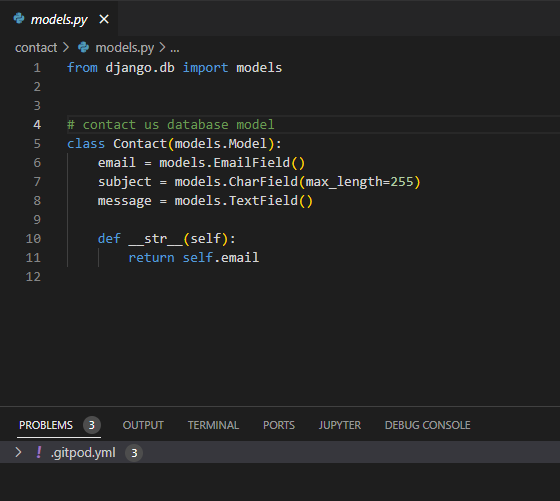 models.py
contact > models.py > ...
1 from django.db import models
2
3
4 # contact us database model
5 class Contact(models.Model):
6     email = models.EmailField()
7     subject = models.CharField(max_length=255)
8     message = models.TextField()
9
10     def __str__(self):
11         return self.email
12
PROBLEMS 3 OUTPUT TERMINAL PORTS JUPYTER DEBUG CONSOLE
> ! .gitpod.yml 3